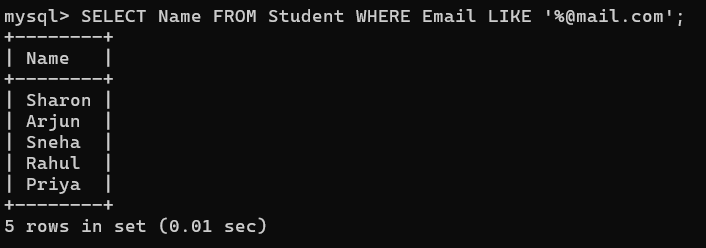 mysql> SELECT Name FROM Student WHERE Email LIKE '%@mail.com';
+--------+
| Name   |
+--------+
| Sharon |
| Arjun  |
| Sneha  |
| Rahul  |
| Priya  |
+--------+
5 rows in set (0.01 sec)